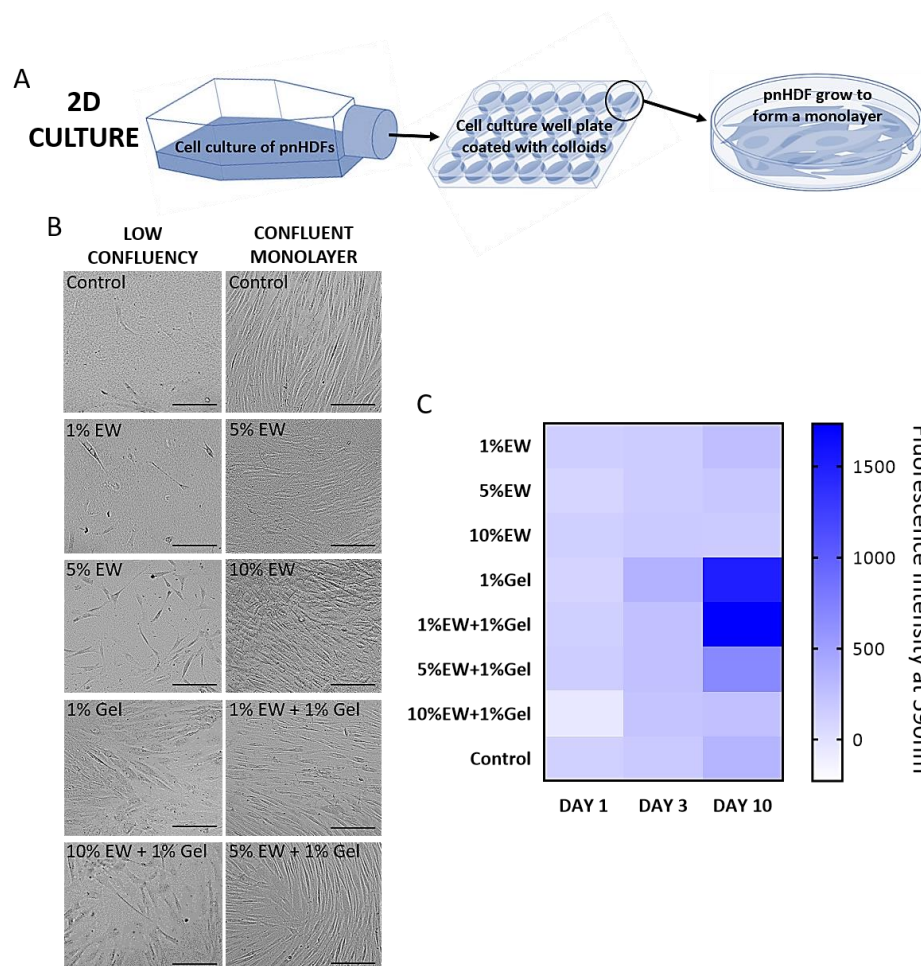 A
2D
CULTURE
Cell culture of pnHDFs
Cell culture well plate
coated with colloids
pnHDF grow to
form a monolayer
B
LOW
CONFLUENCY
CONFLUENT
MONOLAYER
Control
Control
1% EW
5% EW
5% EW
10% EW
1% Gel
1% EW + 1% Gel
10% EW + 1% Gel
5% EW + 1% Gel
C
1%EW
5%EW
10%EW
1%Gel
1%EW+1%Gel
5%EW+1%Gel
10%EW+1%Gel
Control
DAY 1
DAY 3
DAY 10
1500
1000
500
0
Fluorescence intensity at 590nm